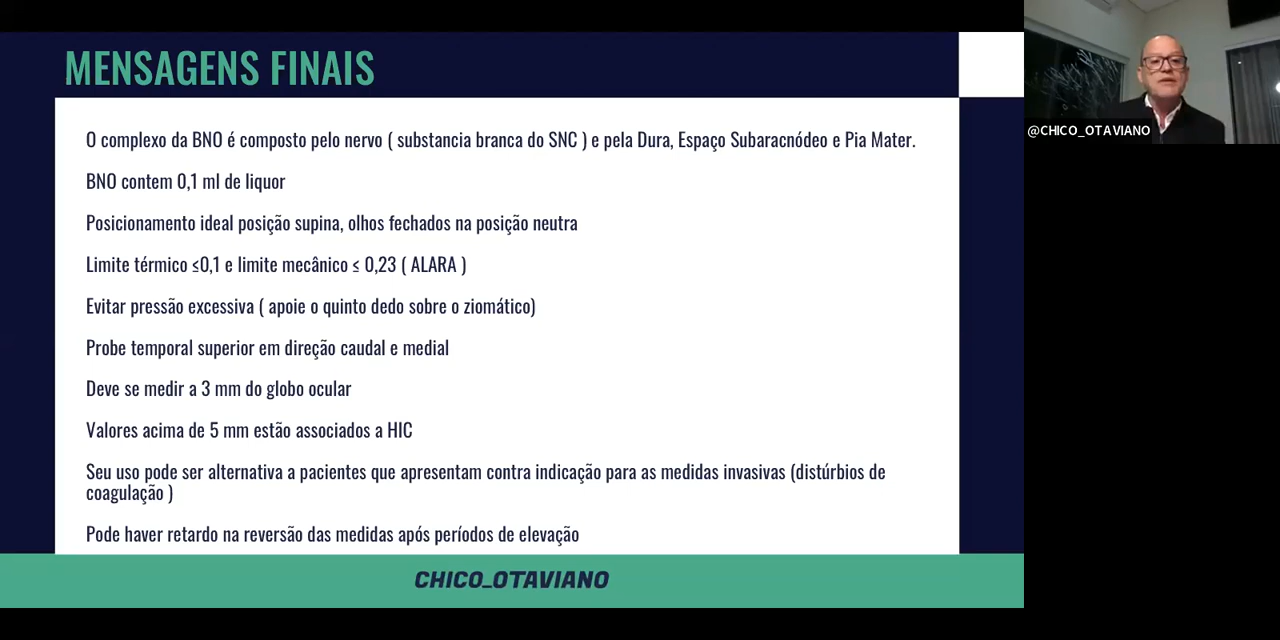 MENSAGENS FINAIS
@CHICO_OTAVIANO
O complexo da BNO é composto pelo nervo ( substancia branca do SNC ) e pela Dura, Espaço Subaracnódeo e Pia Mater.
BNO contem 0,1 ml de liquor
Posicionamento ideal posição supina, olhos fechados na posição neutra
Limite térmico ≤0,1 e limite mecânico ≤ 0,23 ( ALARA )
Evitar pressão excessiva ( apoie o quinto dedo sobre o ziomático)
Probe temporal superior em direção caudal e medial
Deve se medir a 3 mm do globo ocular
Valores acima de 5 mm estão associados a HIC
Seu uso pode ser alternativa a pacientes que apresentam contra indicação para as medidas invasivas (distúrbios de
coagulação )
Pode haver retardo na reversão das medidas após períodos de elevação
CHICO_OTAVIANO